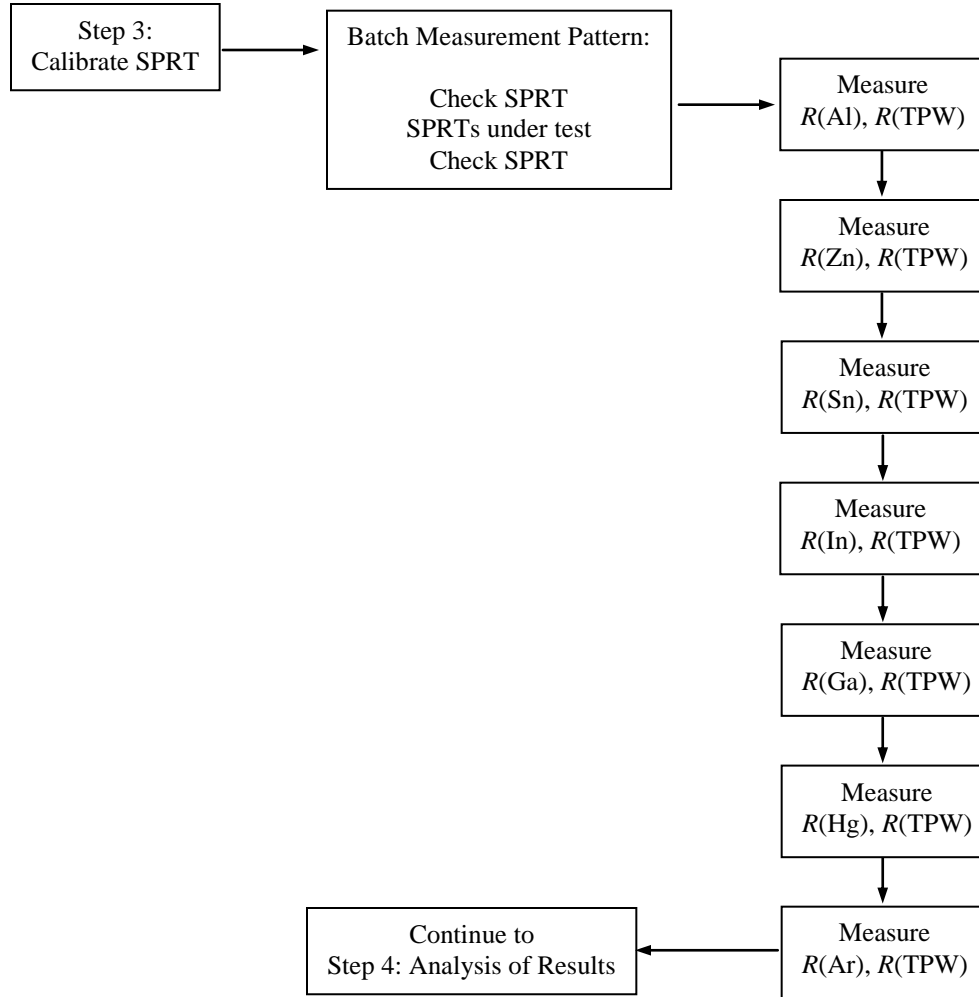 Step 3:
Calibrate SPRT
Batch Measurement Pattern:
Check SPRT
SPRTs under test
Check SPRT
Measure
R(Al), R(TPW)
Measure
R(Zn), R(TPW)
Measure
R(Sn), R(TPW)
Measure
R(In), R(TPW)
Measure
R(Ga), R(TPW)
Measure
R(Hg), R(TPW)
Measure
R(Ar), R(TPW)
Continue to
Step 4: Analysis of Results